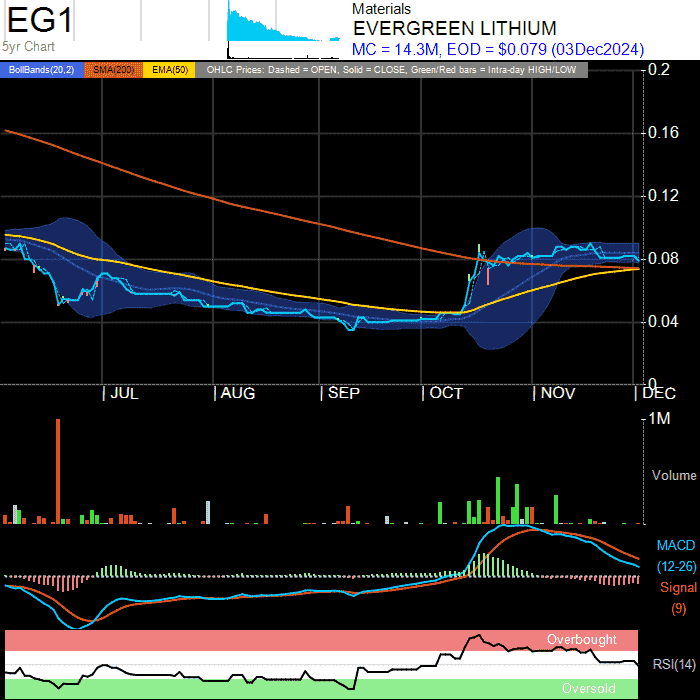 EG1
5yr Chart
Materials
EVERGREEN LITHIUM
MC = 14.3M, EOD = $0.079 (03Dec2024)
BollBands(20,2) SMA(200) EMA(50) OHLC Prices: Dashed = OPEN, Solid = CLOSE, Green/Red bars = Intra-day HIGH/LOW
0.2
0.16
0.12
0.08
0.04
0
JUL AUG SEP OCT NOV DEC
1M
Volume
MACD
(12-26)
Signal
(9)
Overbought
RSI(14)
Oversold